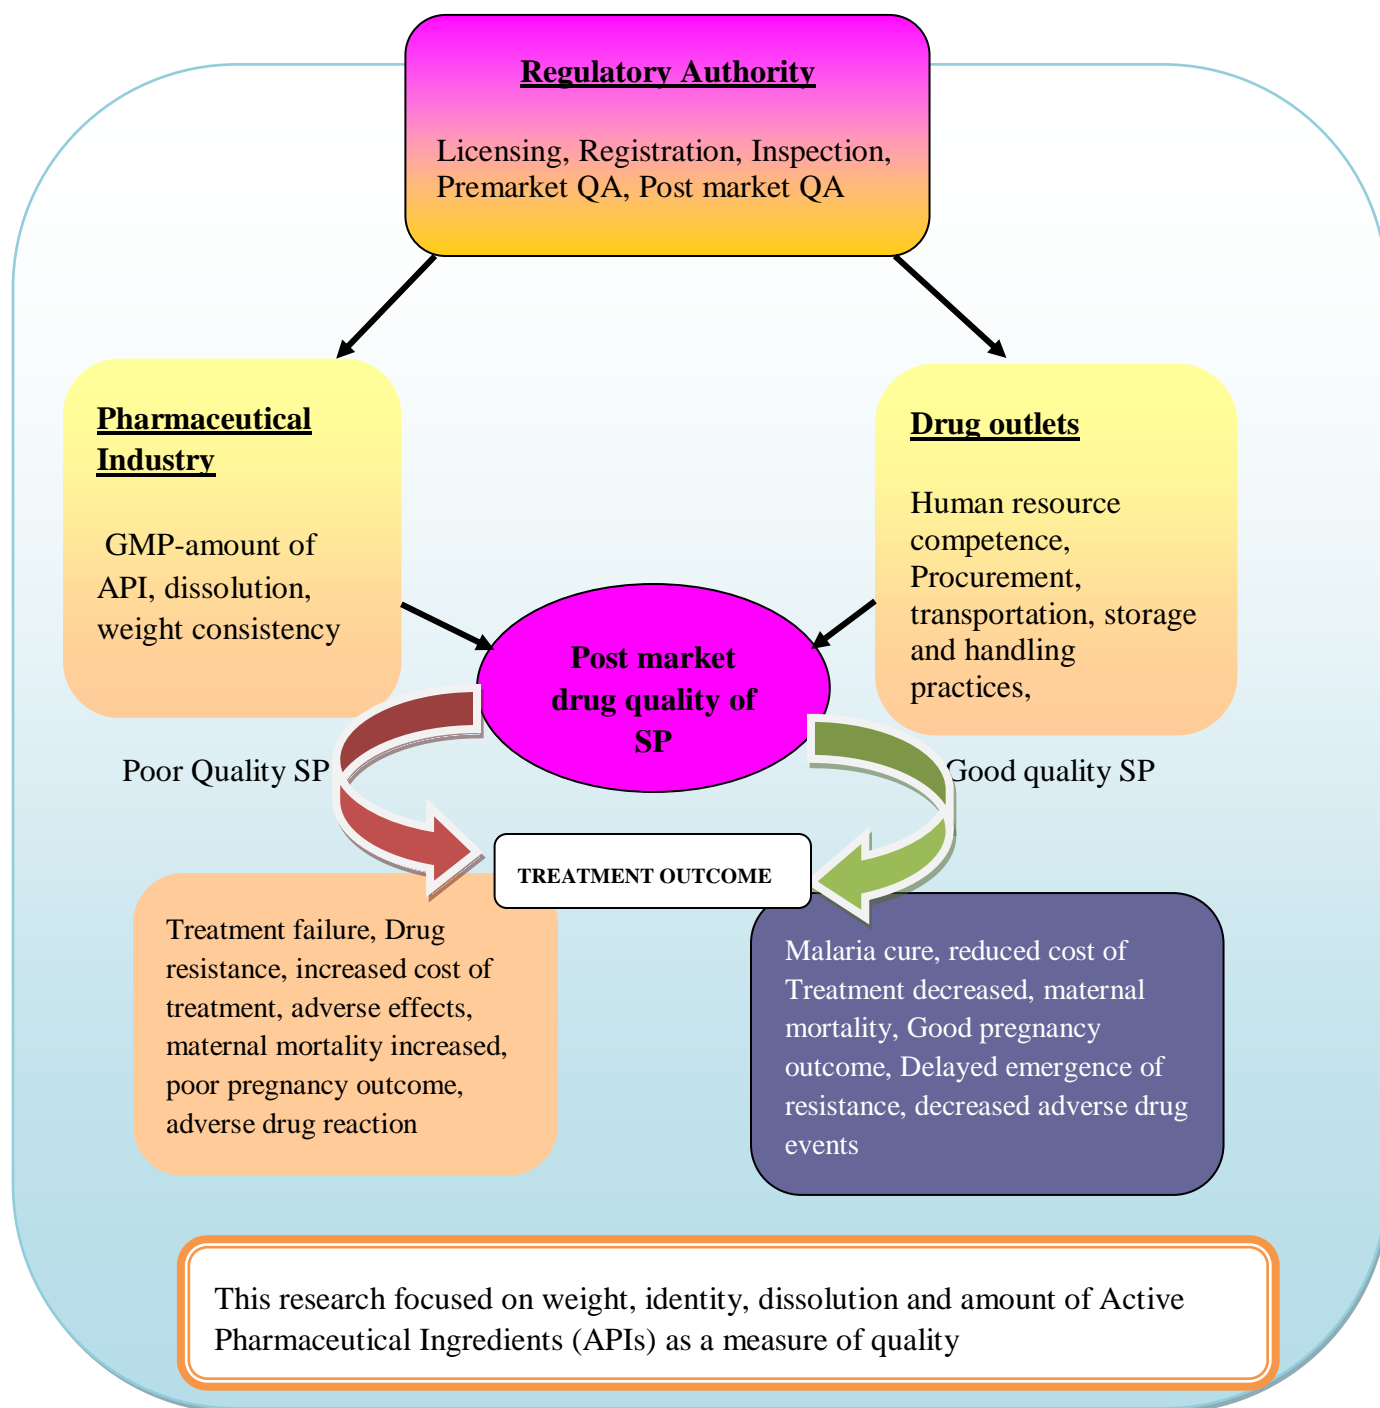 Regulatory Authority
Licensing, Registration, Inspection,
Premarket QA, Post market QA
Pharmaceutical
Industry
GMP-amount of
API, dissolution,
weight consistency
Drug outlets
Human resource
competence,
Procurement,
transportation, storage
and handling
practices,
Post market
drug quality of
SP
Poor Quality SP
Good quality SP
TREATMENT OUTCOME
Treatment failure, Drug
resistance, increased cost of
treatment, adverse effects,
maternal mortality increased,
poor pregnancy outcome,
adverse drug reaction
Malaria cure, reduced cost of
Treatment decreased, maternal
mortality, Good pregnancy
outcome, Delayed emergence of
resistance, decreased adverse drug
events
This research focused on weight, identity, dissolution and amount of Active
Pharmaceutical Ingredients (APIs) as a measure of quality